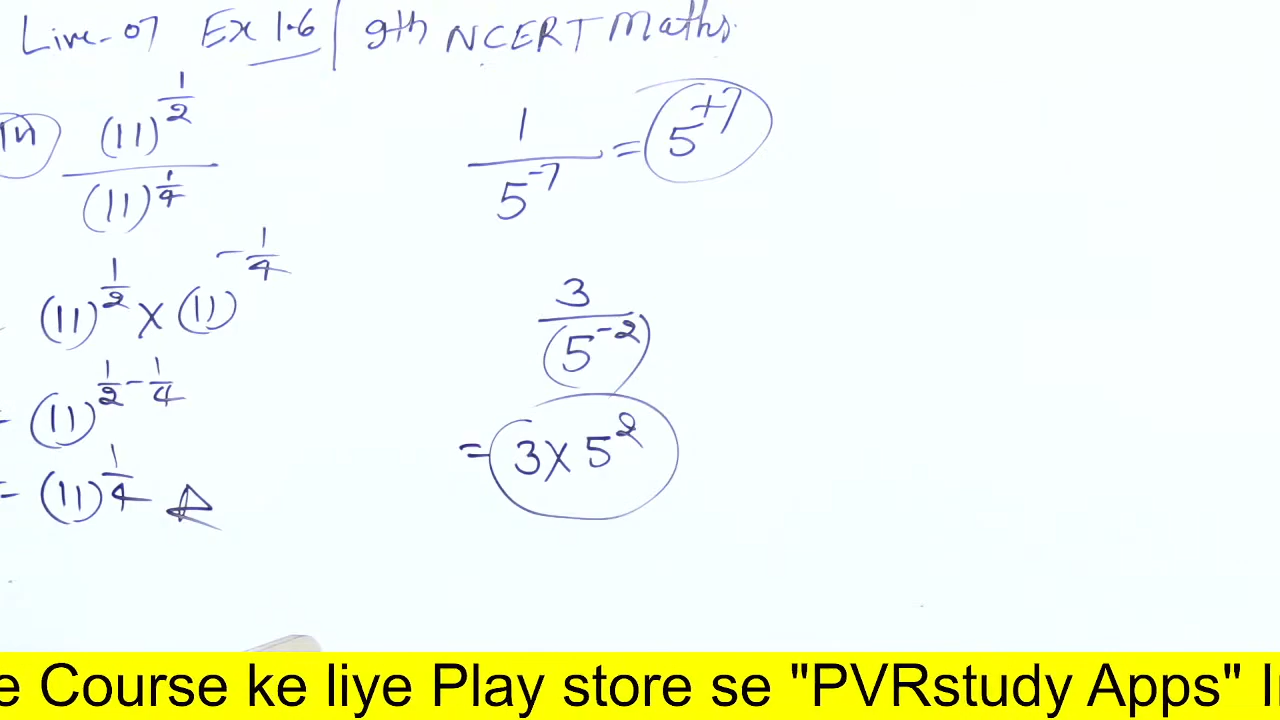 Live-07 Ex 1.6 | 9th NCERT Maths.
(11)^{1/2} / (11)^{1/4}
(11)^{1/2} × (11)^{-1/4}
= (11)^{1/2 - 1/4}
= (11)^{1/4} A
1 / 5^{-7} = 5^{+7}
3 / 5^{-2}
= 3 × 5^2
e Course ke liye Play store se "PVRstudy Apps" I